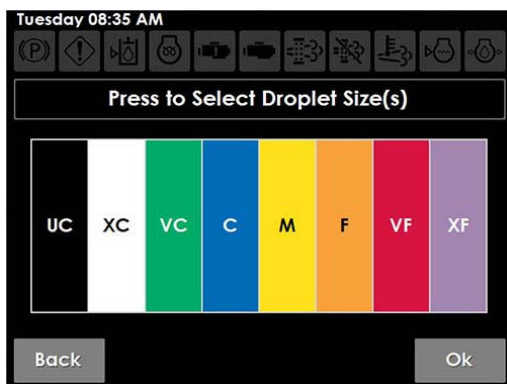 Tuesday 08:35 AM
(P)
Press to Select Droplet Size(s)
UC XC VC C M F VF XF
Back Ok